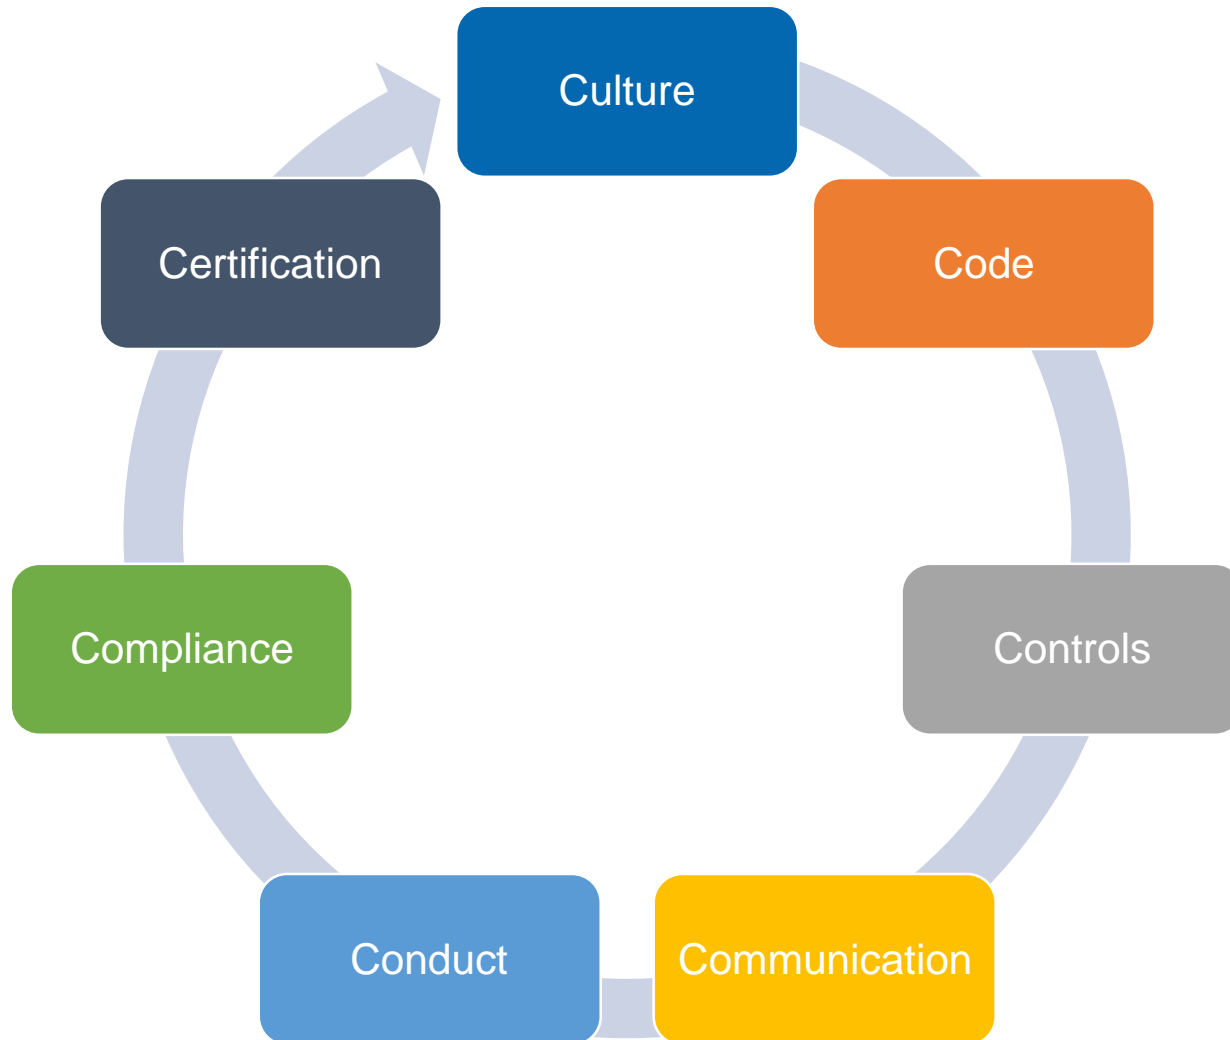 Culture
Code
Controls
Communication
Conduct
Compliance
Certification